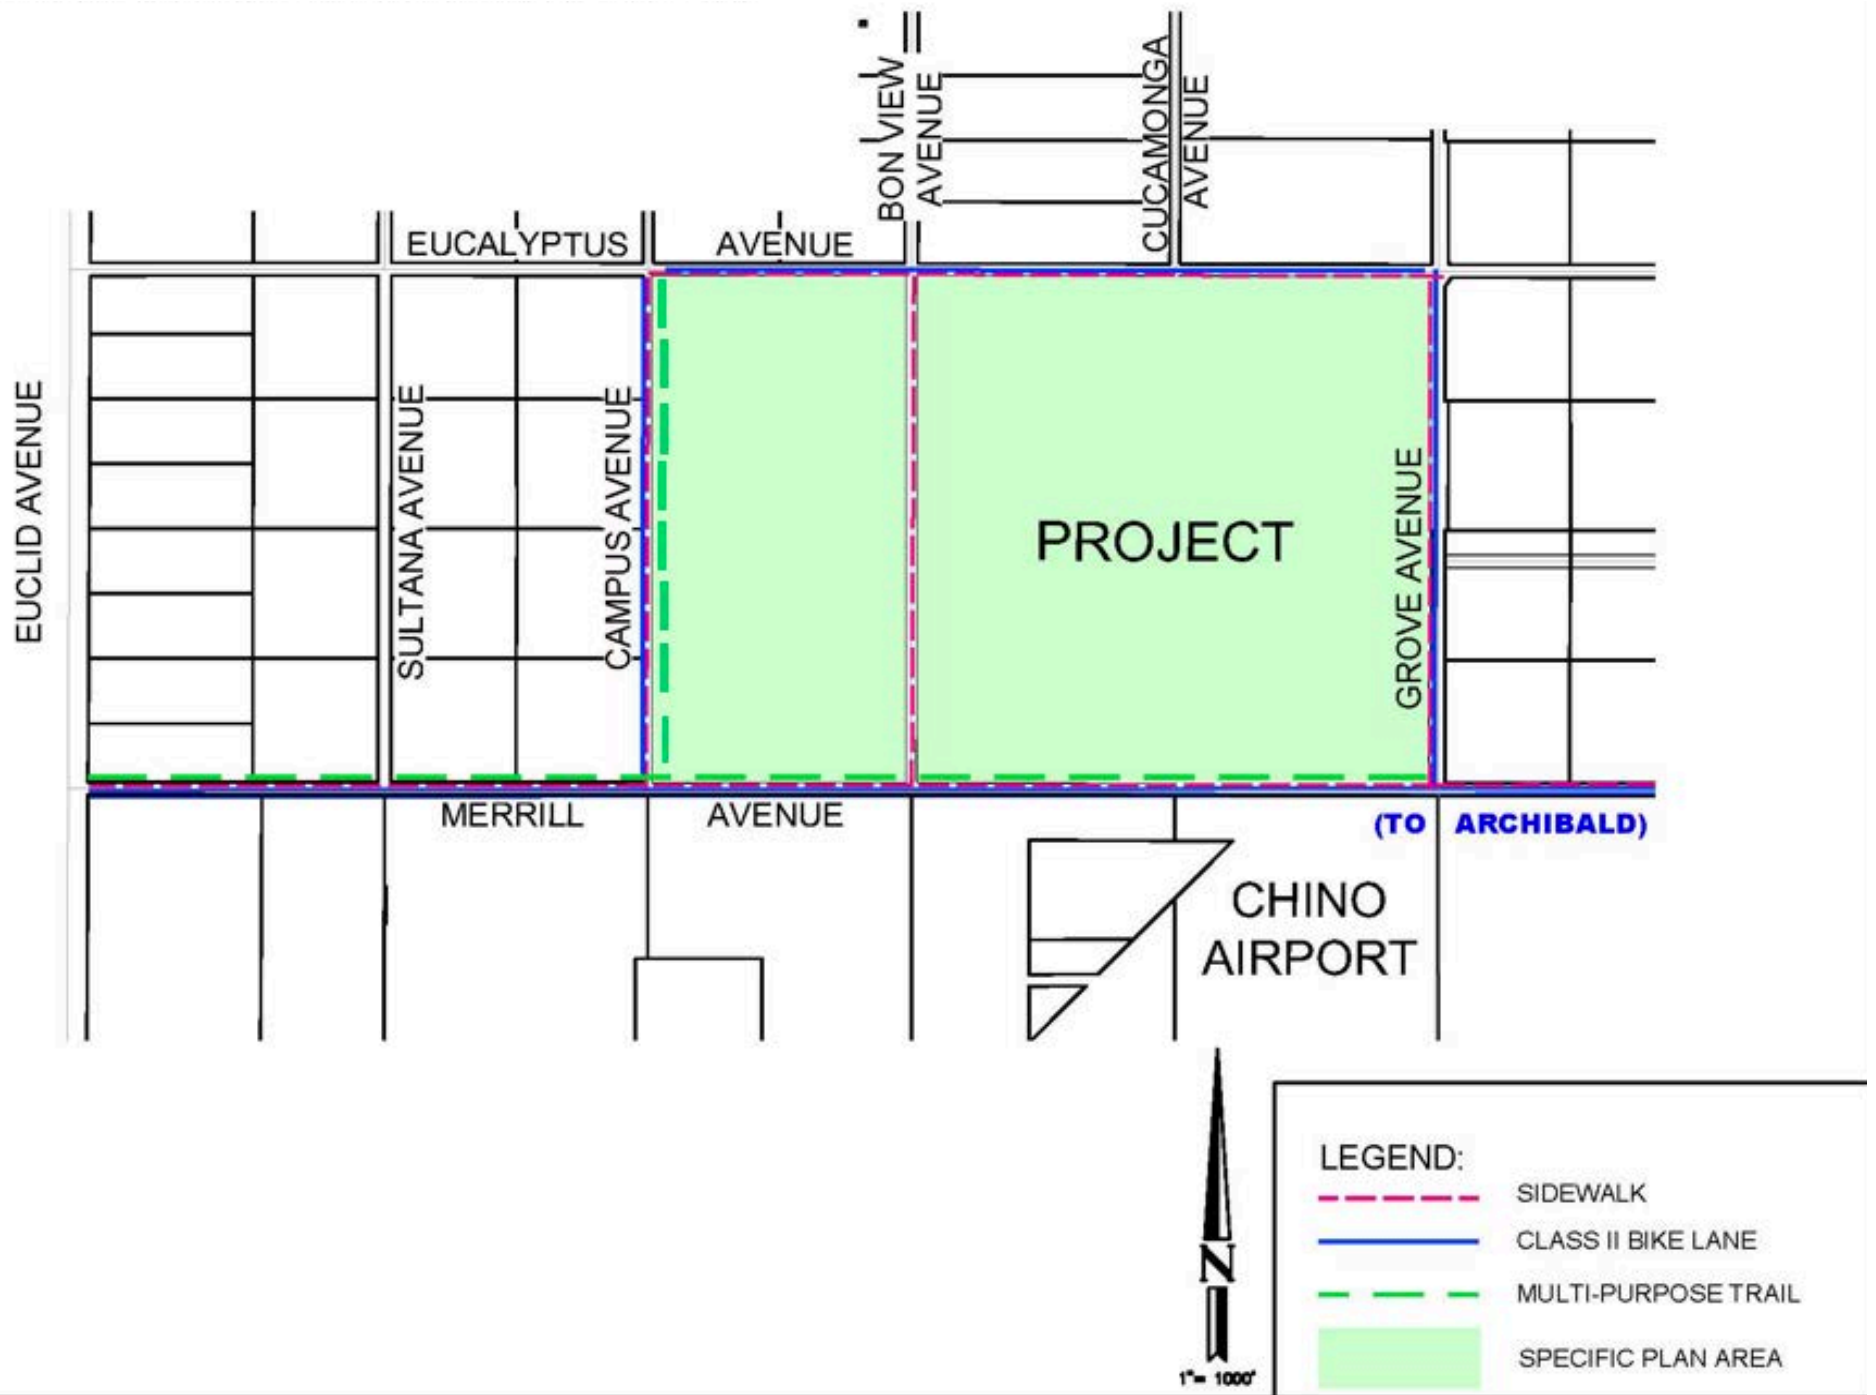 BON VIEW
AVENUE
CUCAMONGA
AVENUE
EUCALYPTUS AVENUE
EUCLID AVENUE
SULTANA AVENUE
CAMPUS AVENUE
PROJECT
GROVE AVENUE
MERRILL AVENUE
(TO ARCHIBALD)
CHINO
AIRPORT
N
1"= 1000'
LEGEND:
SIDEWALK
CLASS II BIKE LANE
MULTI-PURPOSE TRAIL
SPECIFIC PLAN AREA